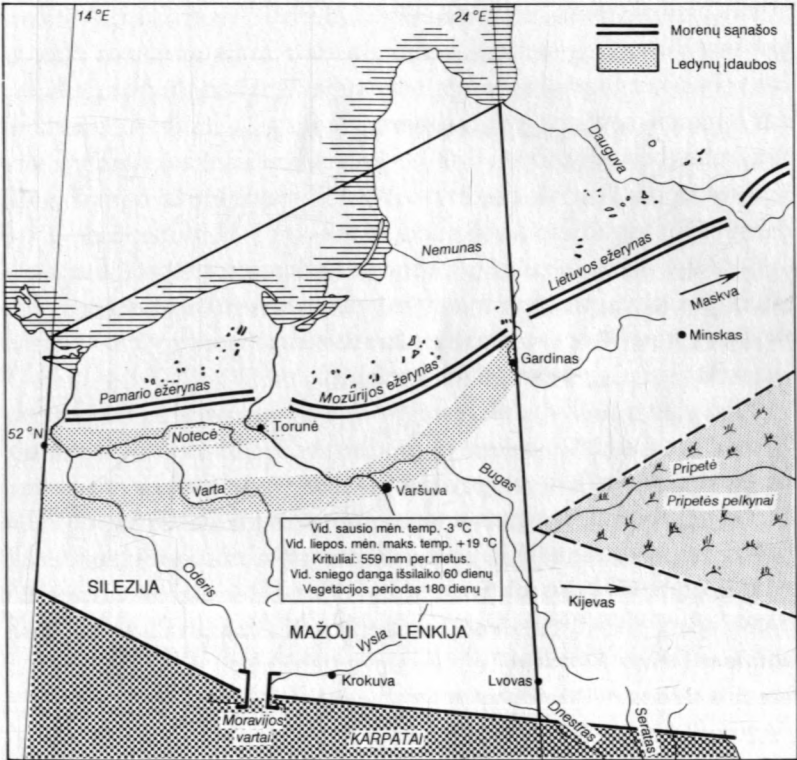 14 °E
24 °E
Morenų sąnašos
Ledynų įdaubos
Dauguva
Nemunas
Lietuvos ežerynas
Maskva
Minskas
Gardinas
Pamario ežerynas
Mozūrijos ežerynas
52 °N
Notecė
Torunė
Varta
Varšuva
Bugas
Pripetė
Pripetės pelkynai
Vid. sausio mėn. temp. -3 °C
Vid. liepos. mėn. maks. temp. +19 °C
Krituliai: 559 mm per metus.
Vid. sniego danga išsilaiko 60 dienų
Vegetacijos periodas 180 dienų
SILEZIJA
Oderis
Kijevas
MAŽOJI LENKIJA
Vysla
Krokuva
Lvovas
Moravijos
vartai
KARPATAI
Dnestras
Seratas